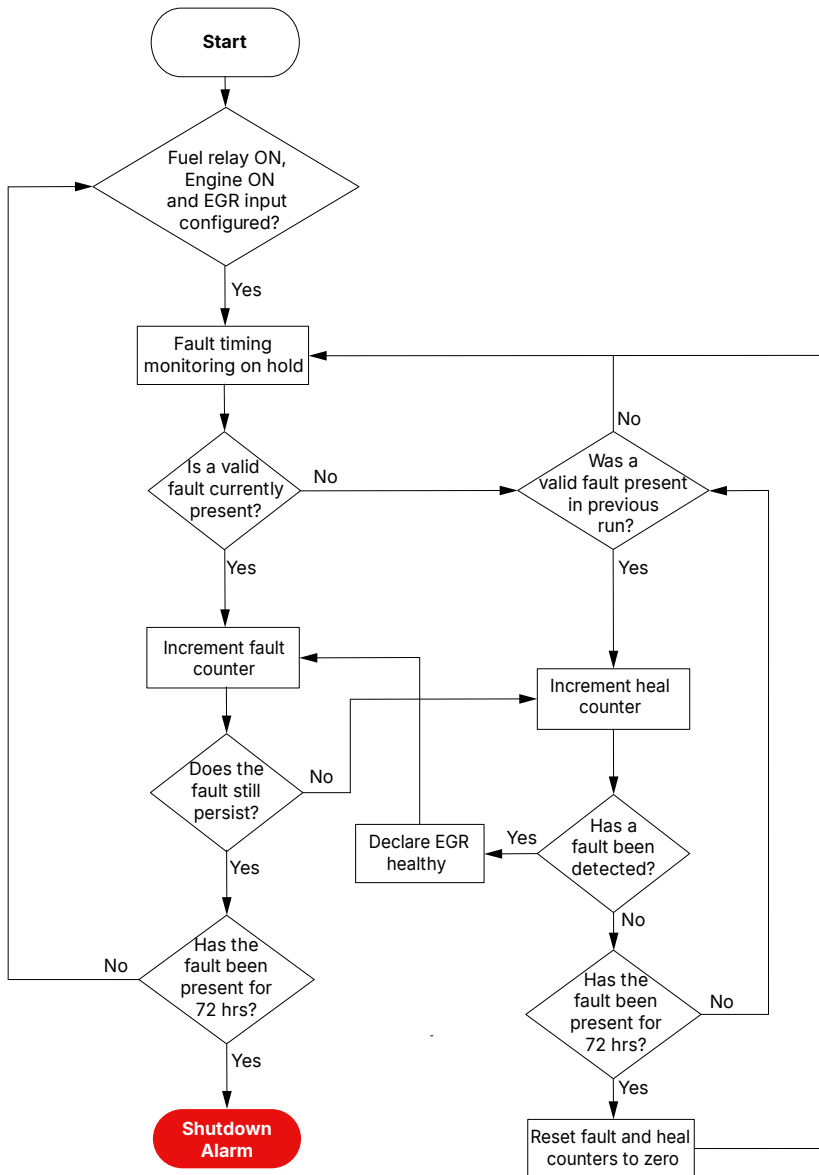 Start
Fuel relay ON,
Engine ON
and EGR input
configured?
Yes
Fault timing
monitoring on hold
No
Is a valid
fault currently
present?
No
Was a
valid fault present
in previous
run?
Yes
Yes
Increment fault
counter
Increment heal
counter
Does the
fault still
persist?
No
Declare EGR
healthy
Yes
Has a
fault been
detected?
Yes
No
Has the
fault been
present for
72 hrs?
No
Has the
fault been
present for
72 hrs?
No
Yes
Yes
Shutdown
Alarm
Reset fault and heal
counters to zero